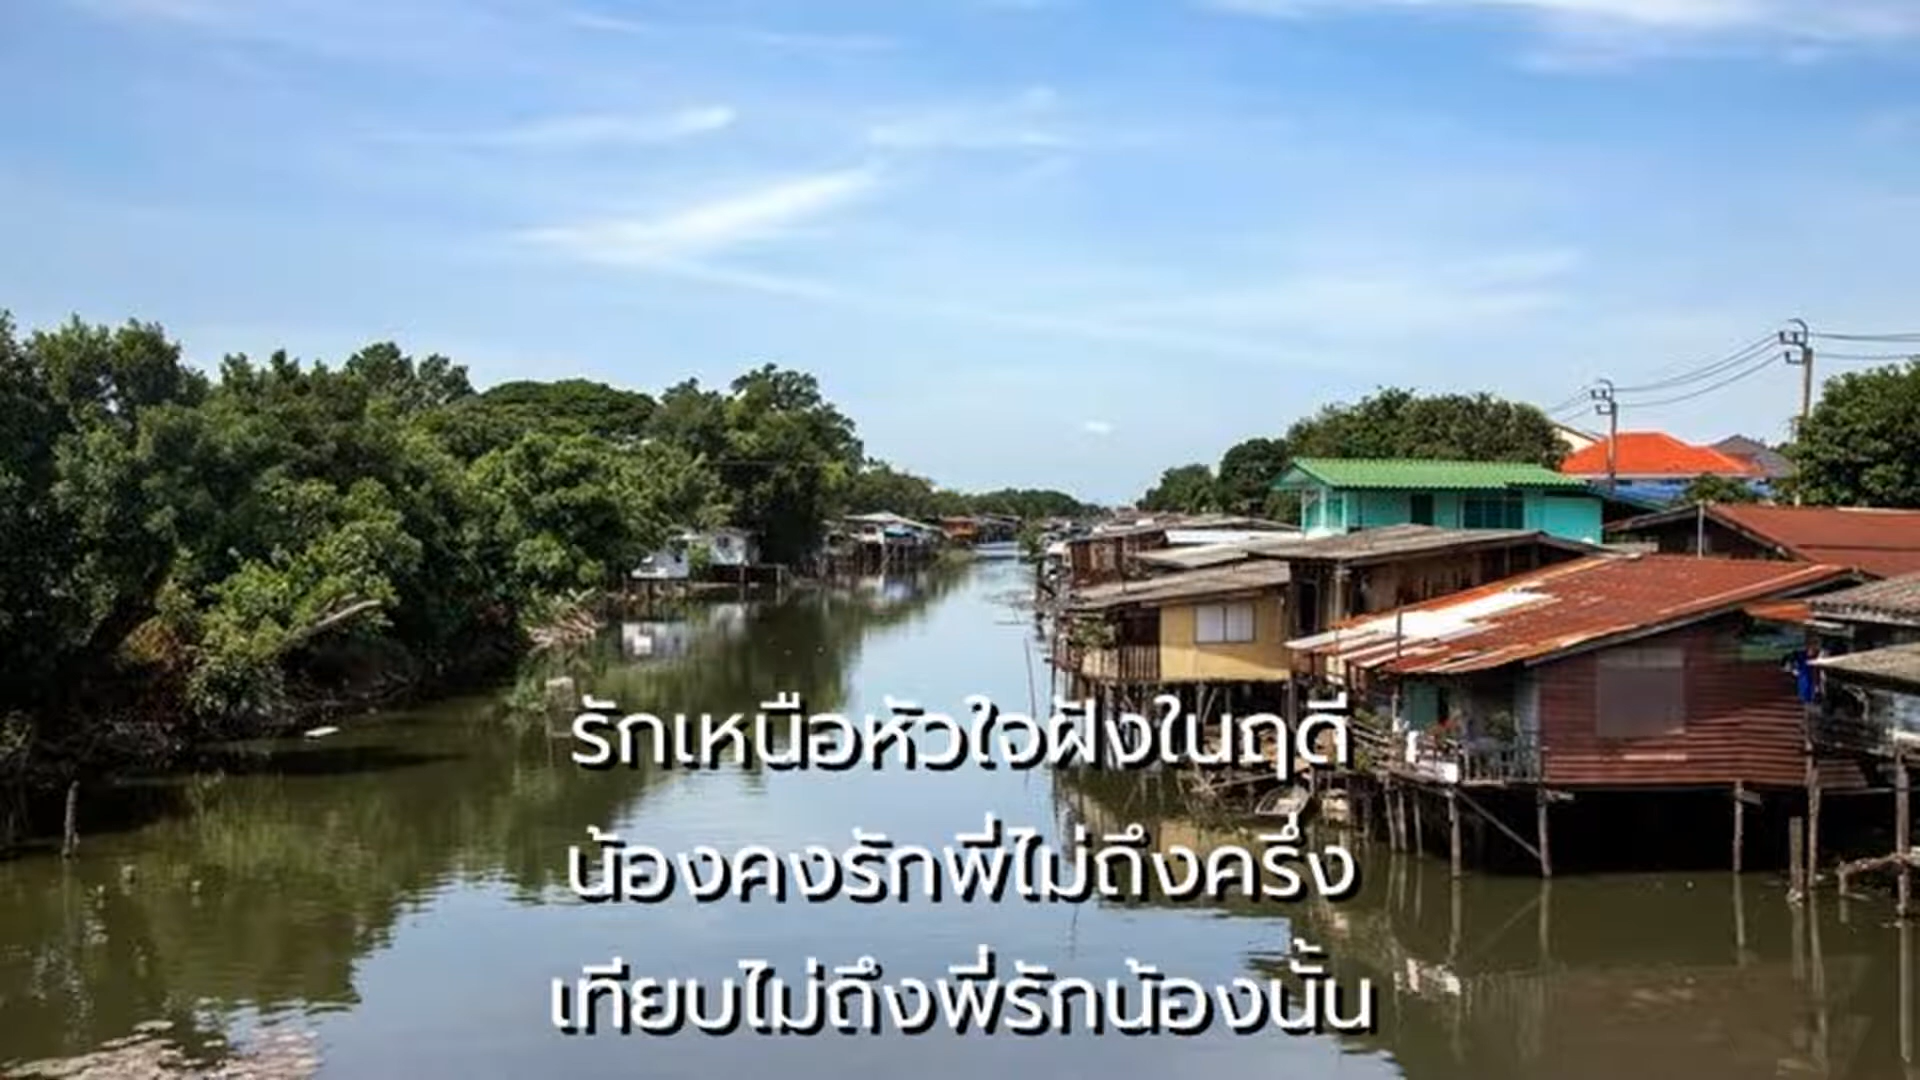 รักเหนือหัวใจฝังในฤดี
น้องคงรักพี่ไม่ถึงครึ่ง
เทียบไม่ถึงพี่รักน้องนั้น